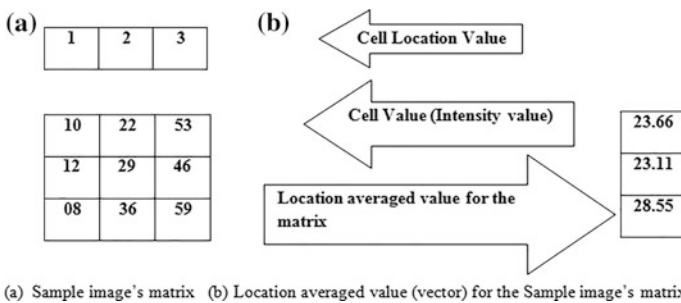 (a)
1 2 3
(b)
Cell Location Value
10 22 53
12 29 46
08 36 59
Cell Value (Intensity value)
Location averaged value for the
matrix
23.66
23.11
28.55
(a) Sample image's matrix (b) Location averaged value (vector) for the Sample image's matrix